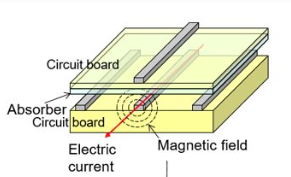 Circuit board
Absorber
Circuit board
Electric
current
Magnetic field